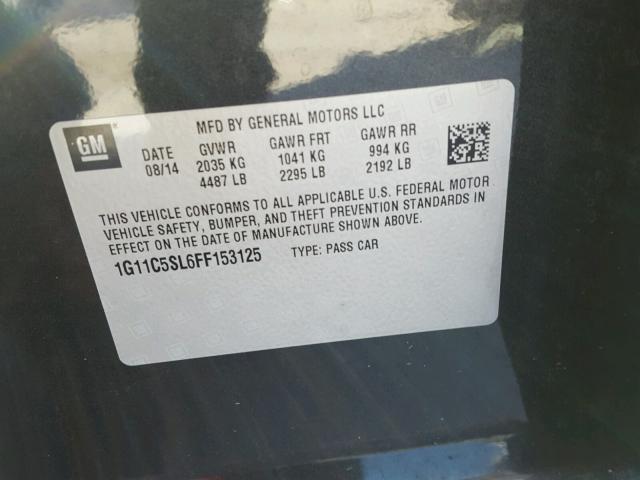 MFD BY GENERAL MOTORS LLC
GM
DATE GVWR GAWR FRT GAWR RR
08/14 2035 KG 1041 KG 994 KG
4487 LB 2295 LB 2192 LB
THIS VEHICLE CONFORMS TO ALL APPLICABLE U.S. FEDERAL MOTOR
VEHICLE SAFETY, BUMPER, AND THEFT PREVENTION STANDARDS IN
EFFECT ON THE DATE OF MANUFACTURE SHOWN ABOVE.
1G11C5SL6FF153125 TYPE: PASS CAR